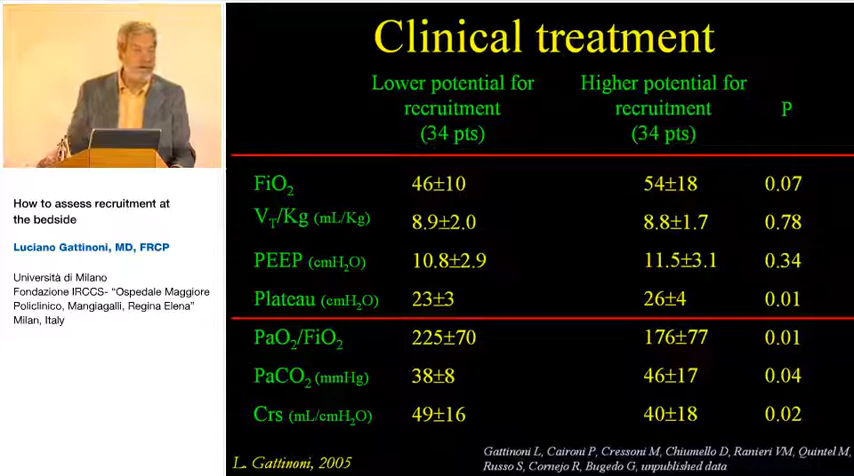 How to assess recruitment at
the bedside
Luciano Gattinoni, MD, FRCP
Università di Milano
Fondazione IRCCS- “Ospedale Maggiore
Policlinico, Mangiagalli, Regina Elena”
Milan, Italy
Clinical treatment
Lower potential for
recruitment
(34 pts)
Higher potential for
recruitment
(34 pts)
P
FiO₂ 46±10 54±18 0.07
V_T/Kg (mL/Kg) 8.9±2.0 8.8±1.7 0.78
PEEP (cmH₂O) 10.8±2.9 11.5±3.1 0.34
Plateau (cmH₂O) 23±3 26±4 0.01
PaO₂/FiO₂ 225±70 176±77 0.01
PaCO₂ (mmHg) 38±8 46±17 0.04
Crs (mL/cmH₂O) 49±16 40±18 0.02
L. Gattinoni, 2005
Gattinoni L, Caironi P, Cressoni M, Chiumello D, Ranieri VM, Quintel M,
Russo S, Cornejo R, Bugedo G, unpublished data